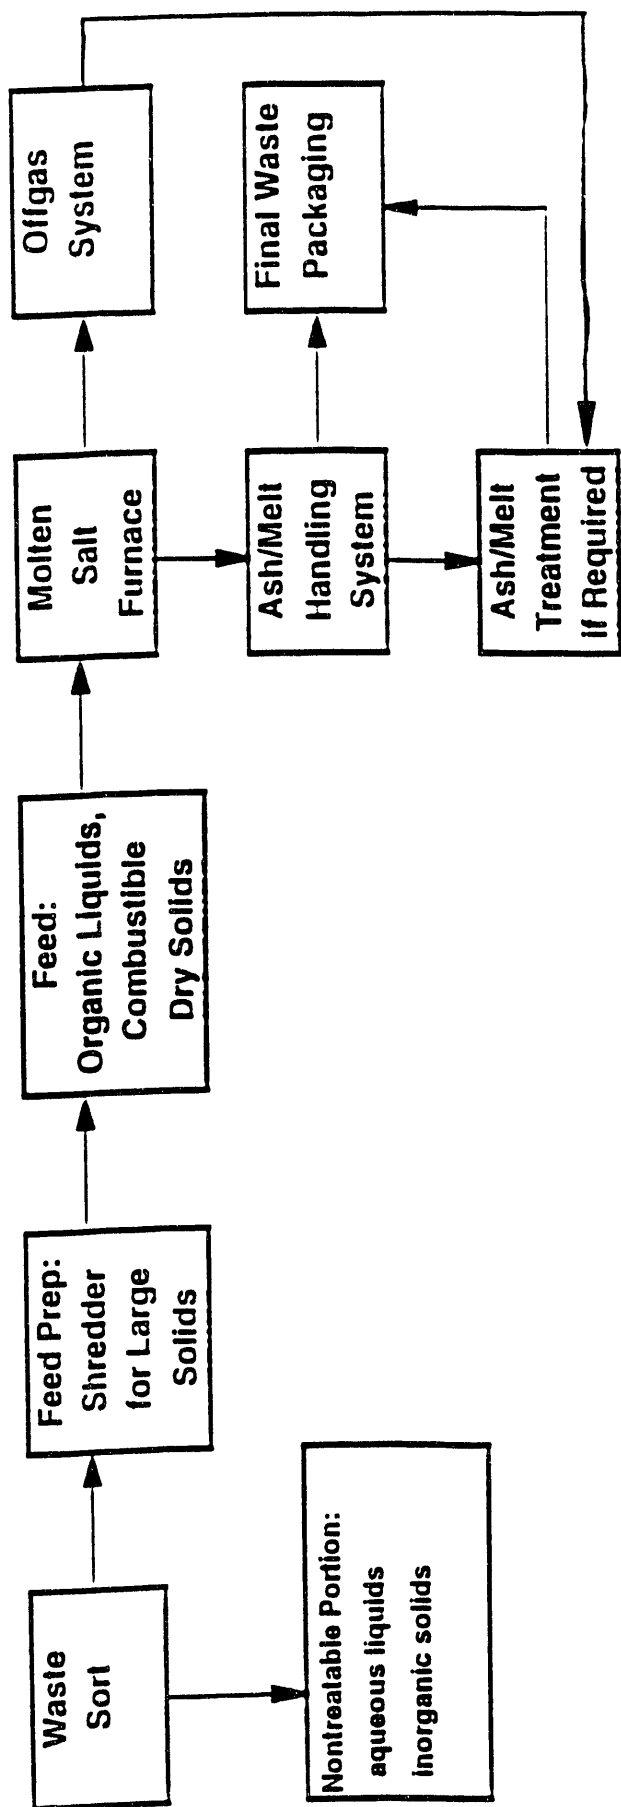 Waste
Sort
Nontreatable Portion:
aqueous liquids
inorganic solids
Feed Prep:
Shredder
for Large
Solids
Feed:
Organic Liquids,
Combustible
Dry Solids
Molten
Salt
Furnace
Ash/Melt
Handling
System
Ash/Melt
Treatment
if Required
Offgas
System
Final Waste
Packaging